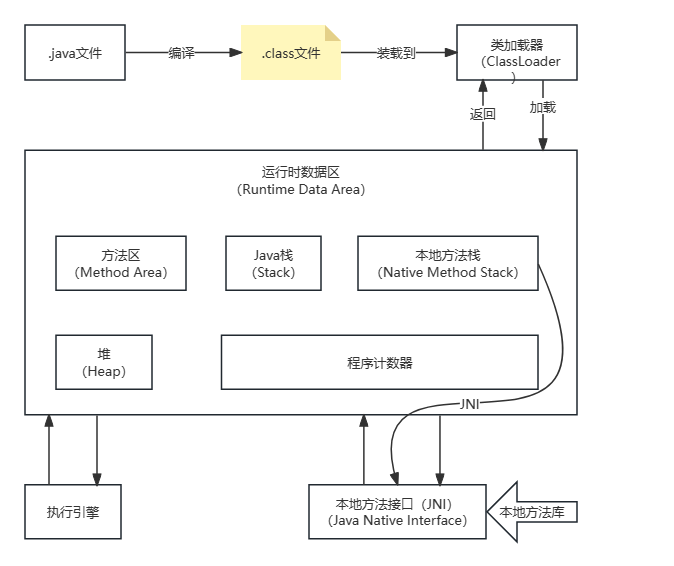 .java文件
编译
.class文件
装载到
类加载器
（ClassLoader
）
返回
加载
运行时数据区
（Runtime Data Area）
方法区
（Method Area）
Java栈
（Stack）
本地方法栈
（Native Method Stack）
堆
（Heap）
程序计数器
JNI
执行引擎
本地方法接口（JNI）
（Java Native Interface）
本地方法库